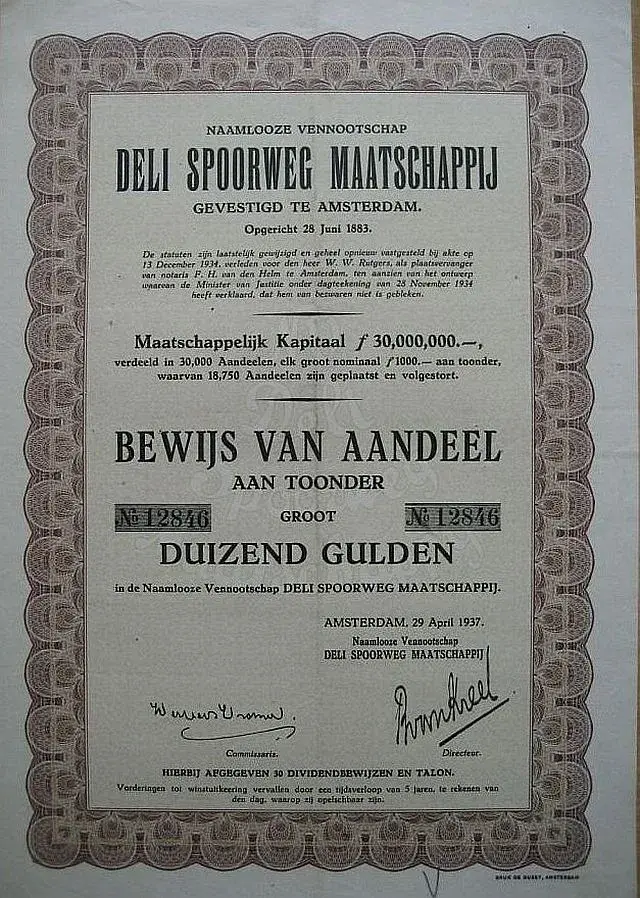 NAAMLOOZE VENNOOTSCHAP
DELI SPOORWEG MAATSCHAPPIJ
GEVESTIGD TE AMSTERDAM.
Opgericht 28 Juni 1883.
De statuten zijn laatstelijk gewijzigd en geheel opnieuw vastgesteld bij akte op
13 December 1934, verleden voor den heer W. W. Rutgers, als plaatsvervanger
van notaris F. H. van den Helm te Amsterdam, ten aanzien van het ontwerp
waarvan de Minister van Justitie onder dagteekening van 28 November 1934
heeft verklaard, dat hem van bezwaren niet is gebleken.
Maatschappelijk Kapitaal ƒ 30,000,000.—,
verdeeld in 30,000 Aandeelen, elk groot nominaal ƒ 1000.— aan toonder,
waarvan 18,750 Aandeelen zijn geplaatst en volgestort.
BEWIJS VAN AANDEEL
AAN TOONDER
№ 12846 GROOT № 12846
DUIZEND GULDEN
in de Naamlooze Vennootschap DELI SPOORWEG MAATSCHAPPIJ.
AMSTERDAM, 29 April 1937.
Naamlooze Vennootschap
DELI SPOORWEG MAATSCHAPPIJ
Commissaris. Directeur.
HIERBIJ AFGEGEVEN 30 DIVIDENDBEWIJZEN EN TALON.
Vorderingen tot winstuitkeering vervallen door een tijdsverloop van 5 jaren, te rekenen van
den dag, waarop zij opeischbaar zijn.
DRUK DE BUSSY, AMSTERDAM